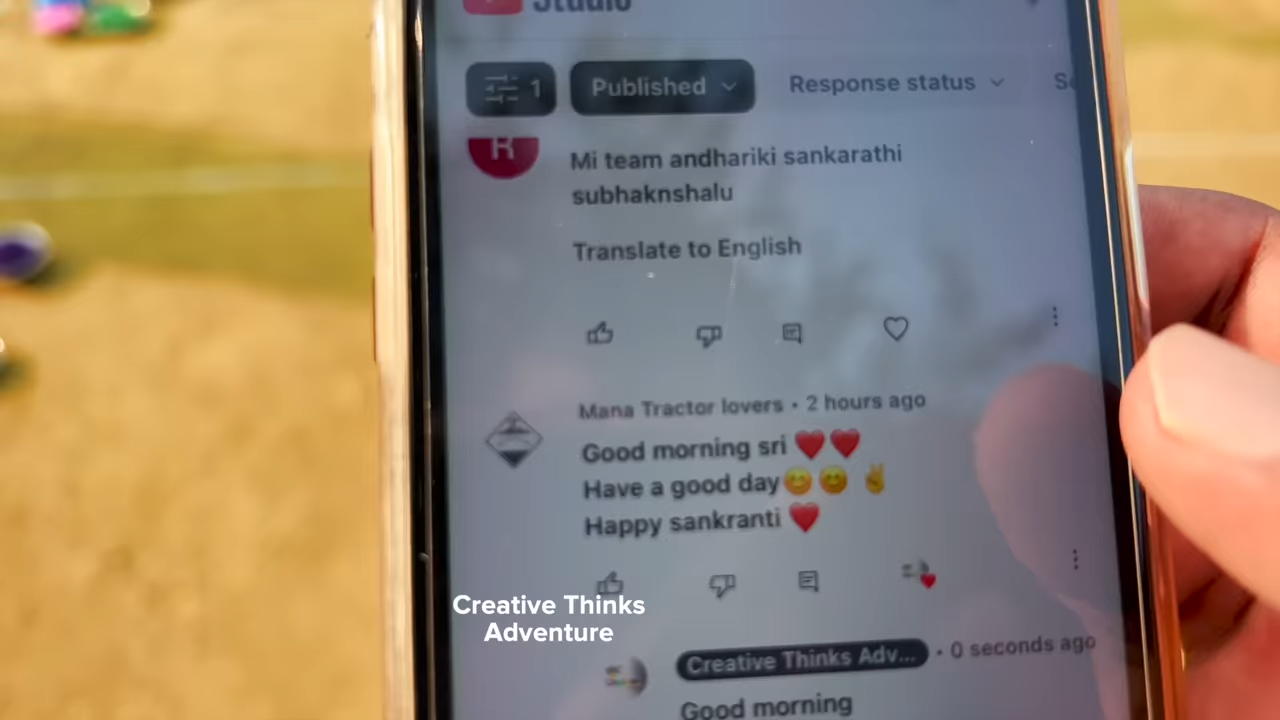 Studio
1 Published Response status
R
Mi team andhariki sankarathi
subhaknshalu
Translate to English
Mana Tractor lovers • 2 hours ago
Good morning sri ❤️❤️
Have a good day😊😊 ✌️
Happy sankranti ❤️
Creative Thinks
Adventure
Creative Thinks Adv... • 0 seconds ago
Good morning